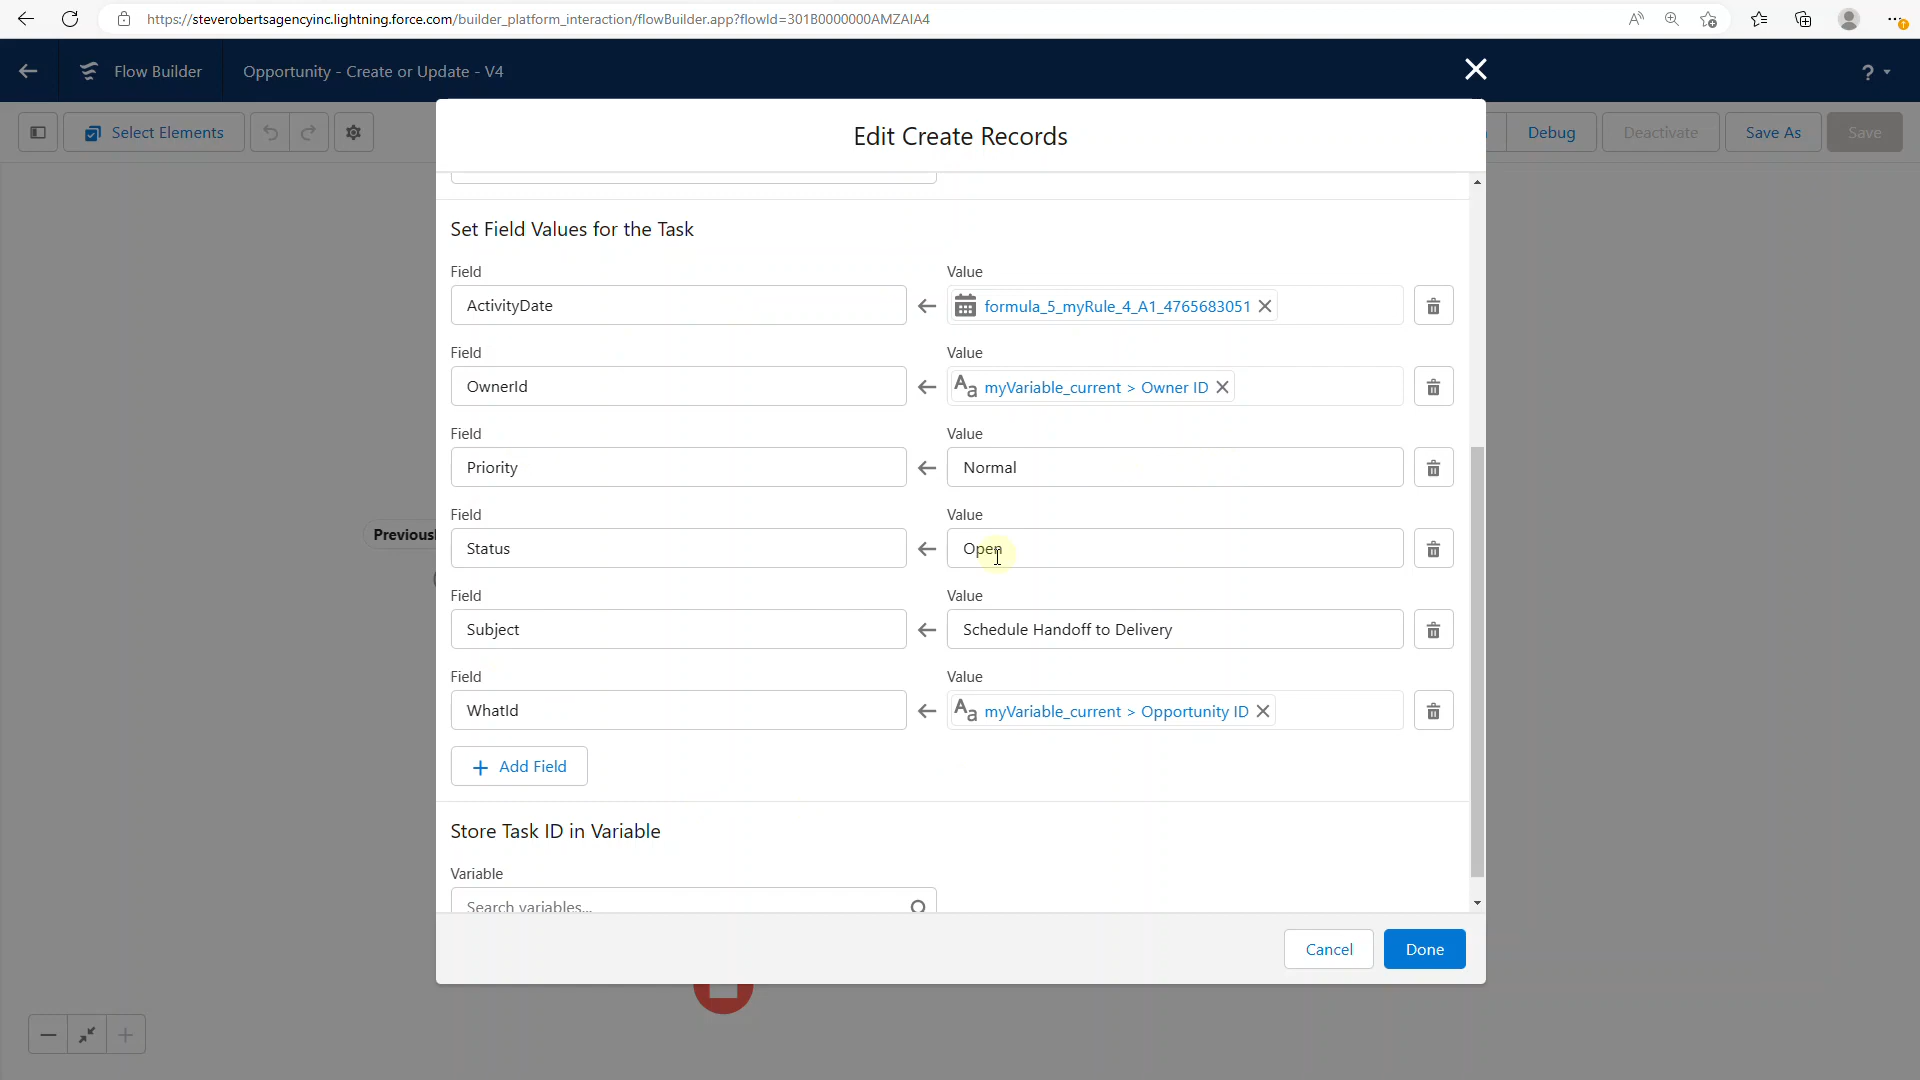 https://steverobertsagencyinc.lightning.force.com/builder_platform_interaction/flowBuilder.app?flowId=301B0000000AMZAIA4
Flow Builder
Opportunity - Create or Update - V4
?
Select Elements
Debug
Deactivate
Save As
Save
Edit Create Records
Set Field Values for the Task
Field
Value
ActivityDate
formula_5_myRule_4_A1_4765683051
Field
Value
OwnerId
Aa myVariable_current > Owner ID
Field
Value
Priority
Normal
Field
Value
Status
Open
Field
Value
Subject
Schedule Handoff to Delivery
Field
Value
WhatId
Aa myVariable_current > Opportunity ID
+ Add Field
Store Task ID in Variable
Variable
Search variables...
Cancel
Done